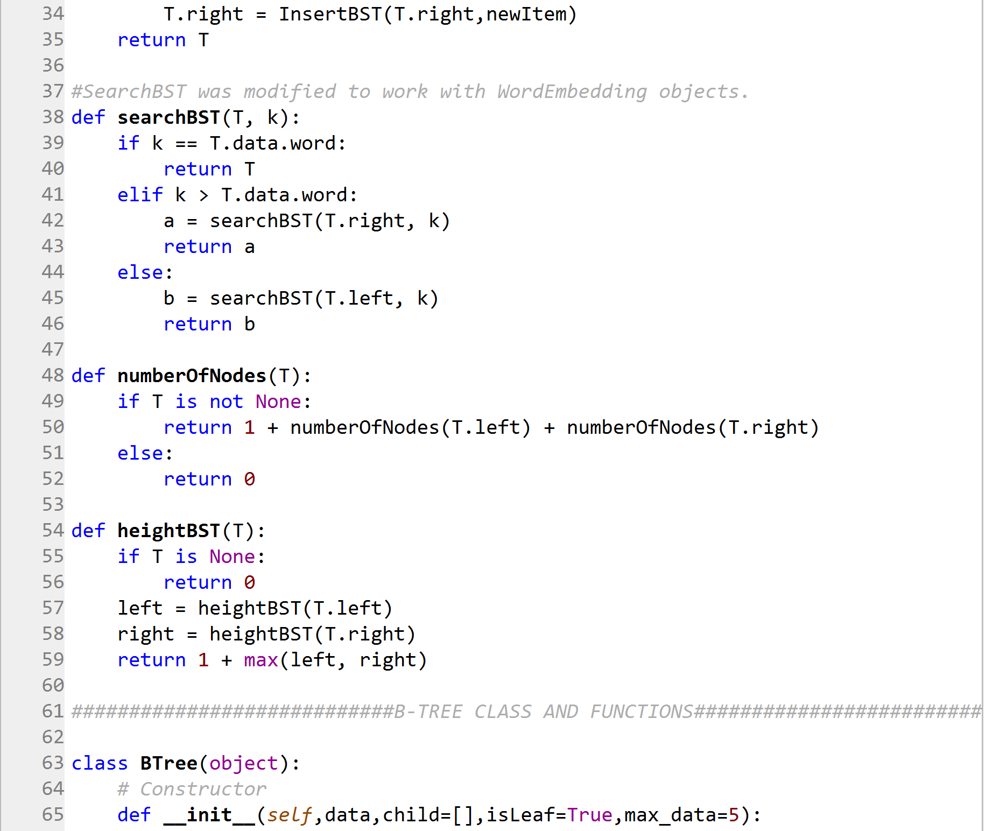 34         T.right = InsertBST(T.right,newItem)
35     return T
36
37 #SearchBST was modified to work with WordEmbedding objects.
38 def searchBST(T, k):
39     if k == T.data.word:
40         return T
41     elif k > T.data.word:
42         a = searchBST(T.right, k)
43         return a
44     else:
45         b = searchBST(T.left, k)
46         return b
47
48 def numberOfNodes(T):
49     if T is not None:
50         return 1 + numberOfNodes(T.left) + numberOfNodes(T.right)
51     else:
52         return 0
53
54 def heightBST(T):
55     if T is None:
56         return 0
57     left = heightBST(T.left)
58     right = heightBST(T.right)
59     return 1 + max(left, right)
60
61 ############################B-TREE CLASS AND FUNCTIONS#########################
62
63 class BTree(object):
64     # Constructor
65     def __init__(self,data,child=[],isLeaf=True,max_data=5):